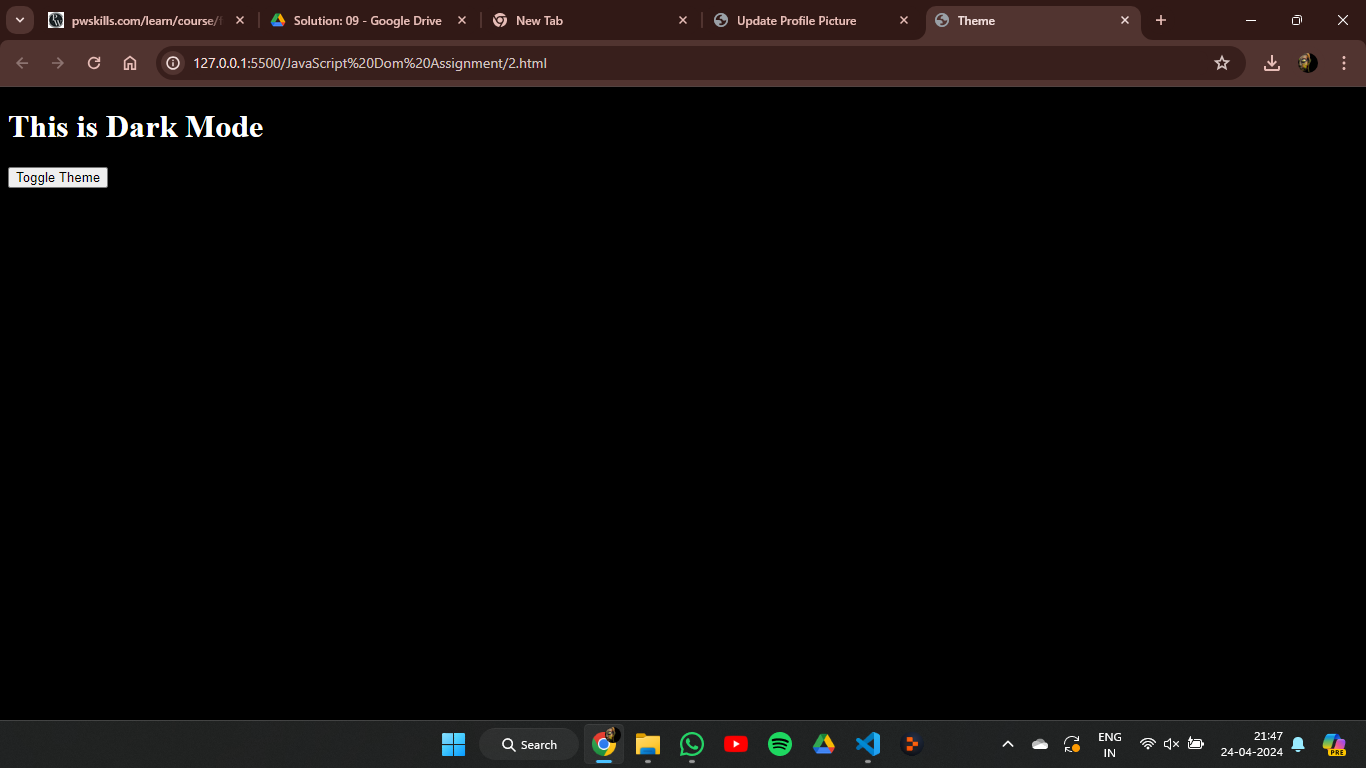 pwskills.com/learn/course/
Solution: 09 - Google Drive
New Tab
Update Profile Picture
Theme
127.0.0.1:5500/JavaScript%20Dom%20Assignment/2.html
This is Dark Mode
Toggle Theme
Search
PRE
ENG
IN
21:47
24-04-2024